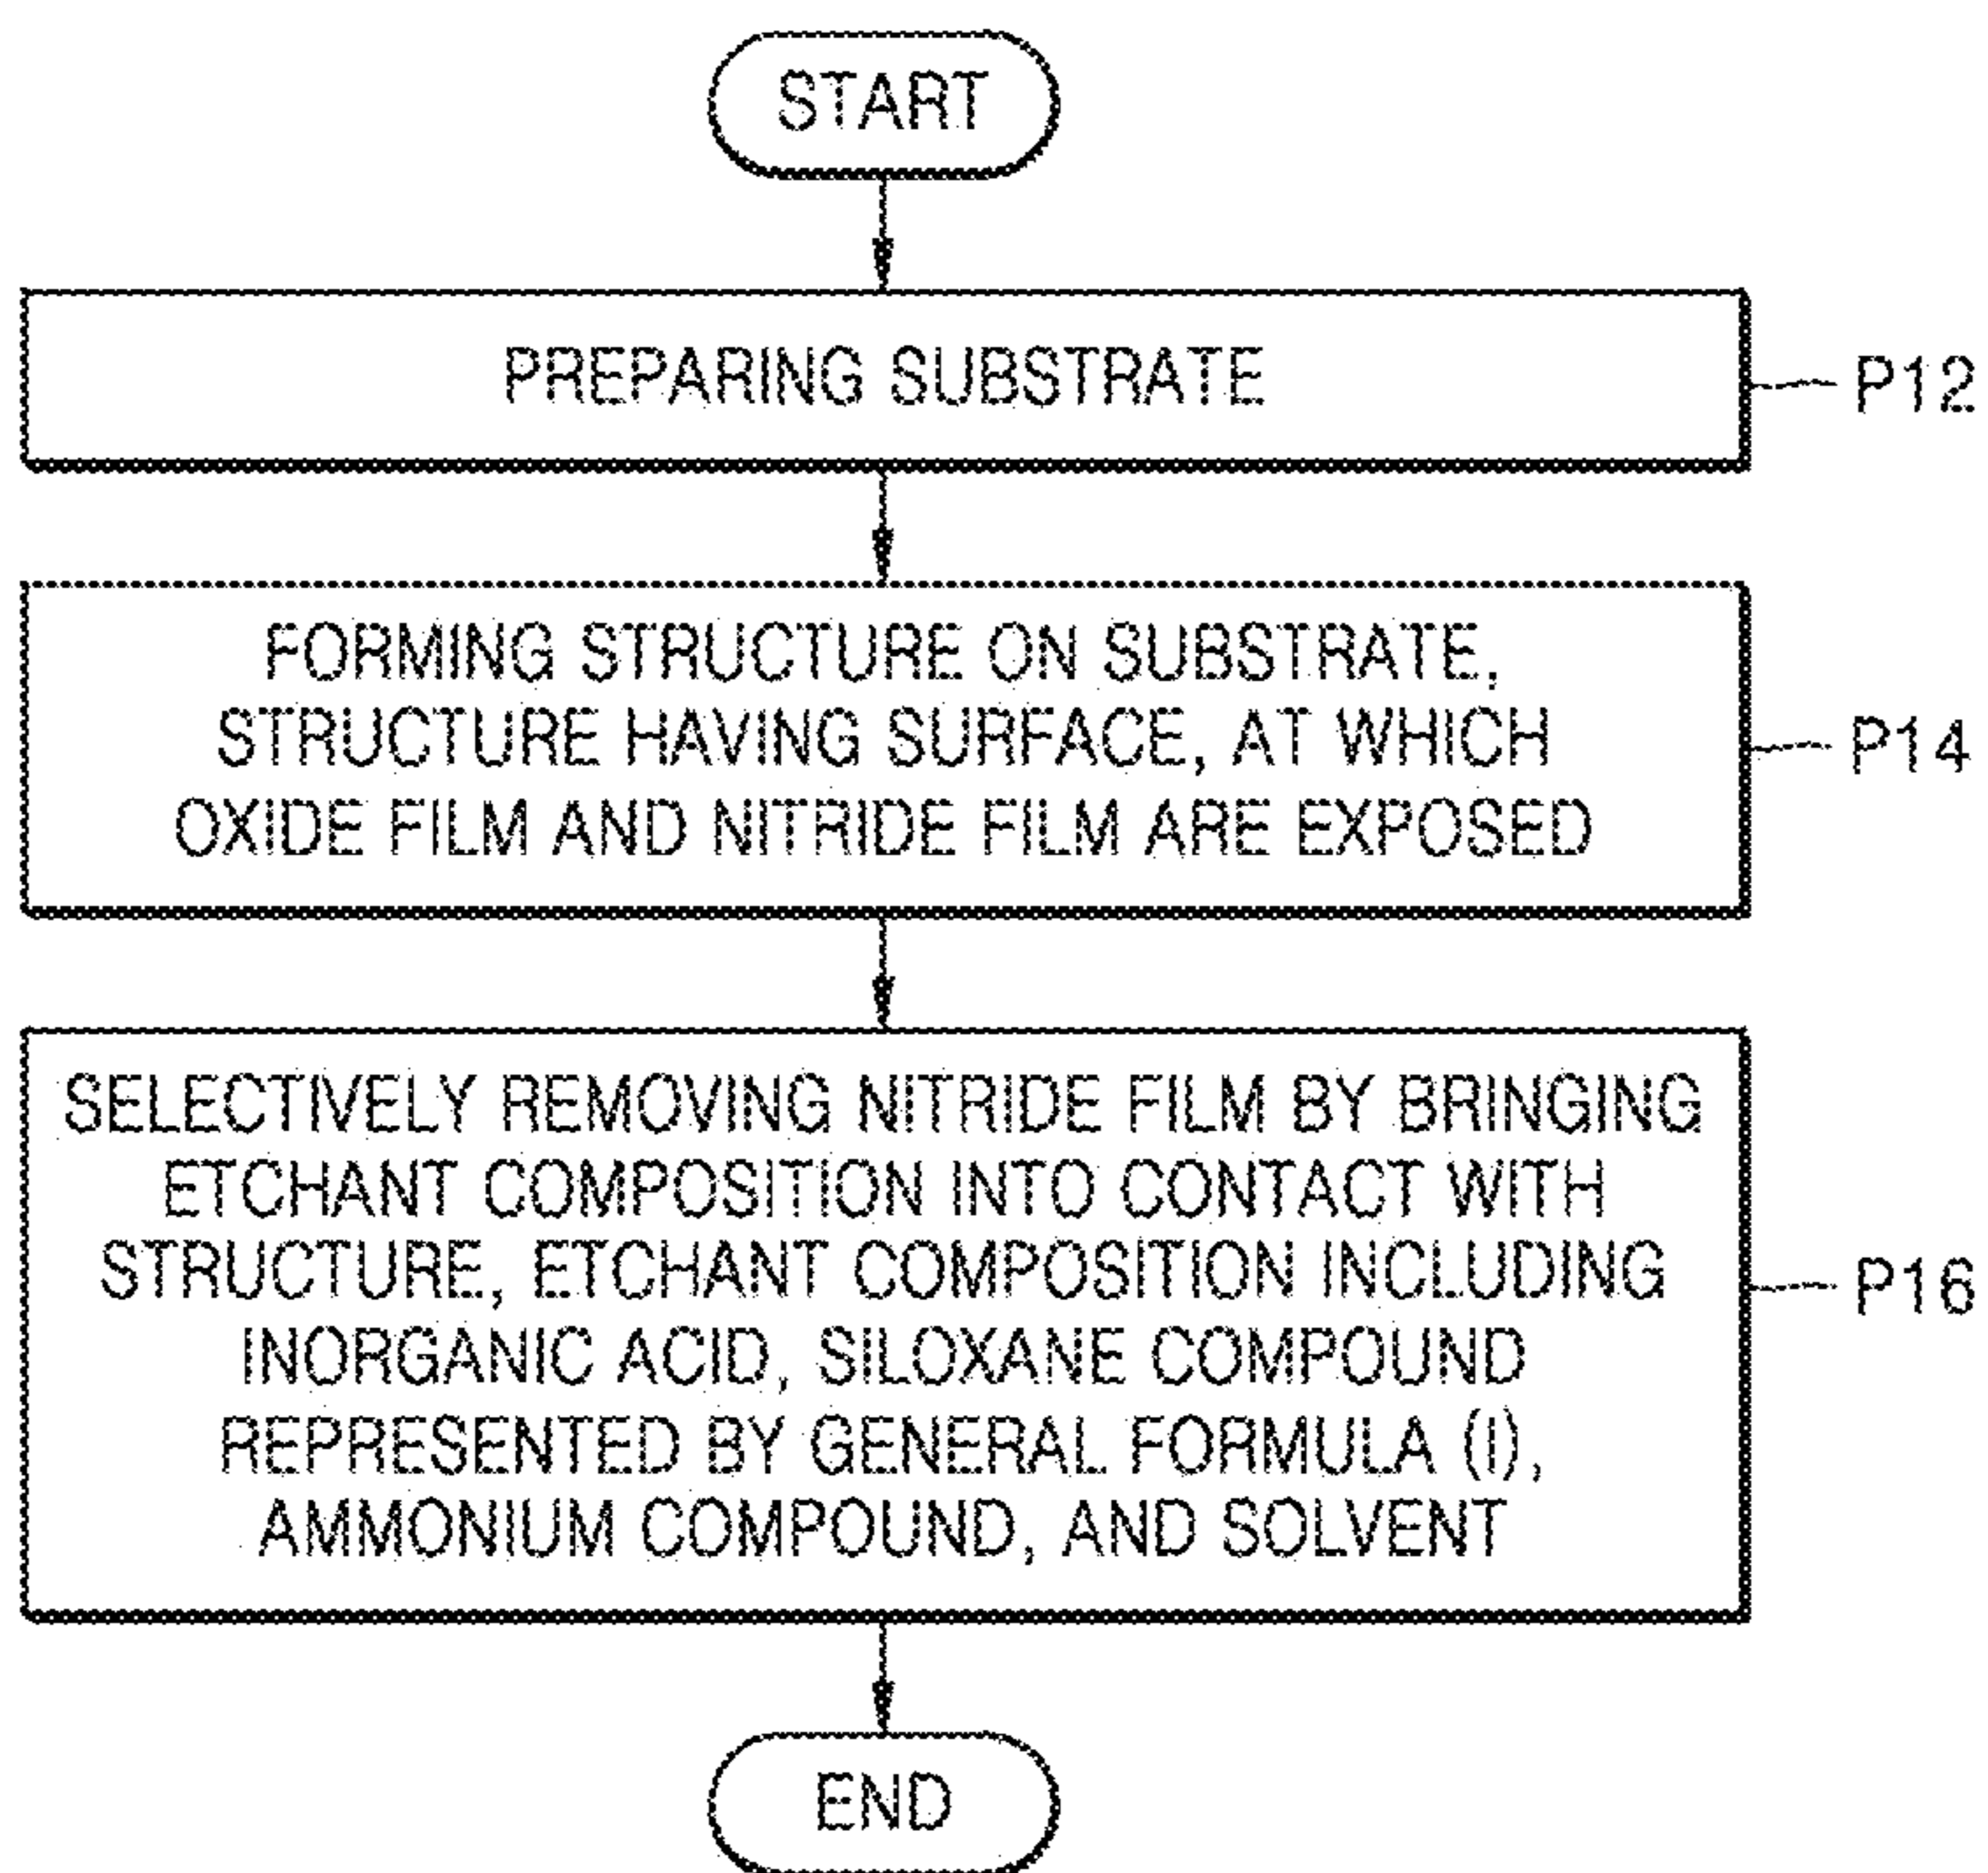 START
PREPARING SUBSTRATE
P12
FORMING STRUCTURE ON SUBSTRATE,
STRUCTURE HAVING SURFACE, AT WHICH
OXIDE FILM AND NITRIDE FILM ARE EXPOSED
P14
SELECTIVELY REMOVING NITRIDE FILM BY BRINGING
ETCHANT COMPOSITION INTO CONTACT WITH
STRUCTURE, ETCHANT COMPOSITION INCLUDING
INORGANIC ACID, SILOXANE COMPOUND
REPRESENTED BY GENERAL FORMULA (I),
AMMONIUM COMPOUND, AND SOLVENT
P16
END